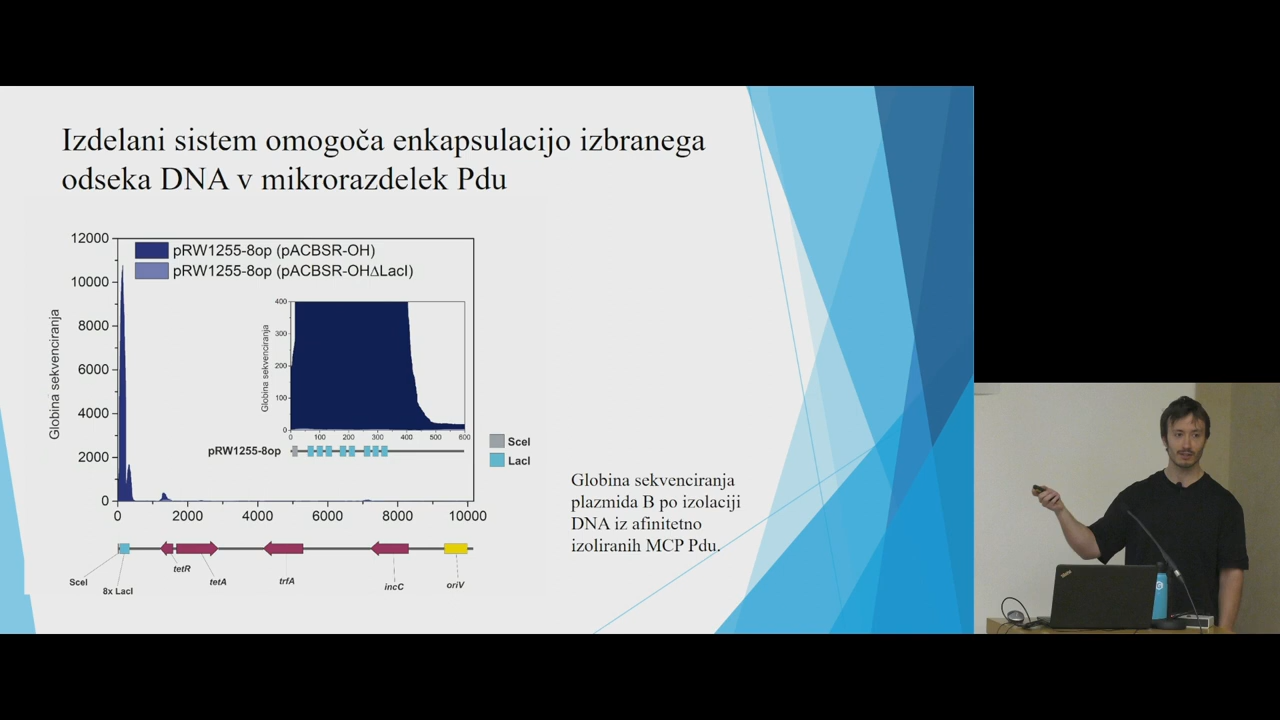 Izdelani sistem omogoča enkapsulacijo izbranega
odseka DNA v mikrorazdelek Pdu
12000
10000
8000
6000
4000
2000
0
Globina sekvenciranja
pRW1255-8op (pACBSR-OH)
pRW1255-8op (pACBSR-OHΔLacI)
400
300
200
100
0
Globina sekvenciranja
0 100 200 300 400 500 600
pRW1255-8op
SceI
LacI
0 2000 4000 6000 8000 10000
SceI
8x LacI
tetR
tetA
trfA
incC
oriV
Globina sekvenciranja
plazmida B po izolaciji
DNA iz afinitetno
izoliranih MCP Pdu.